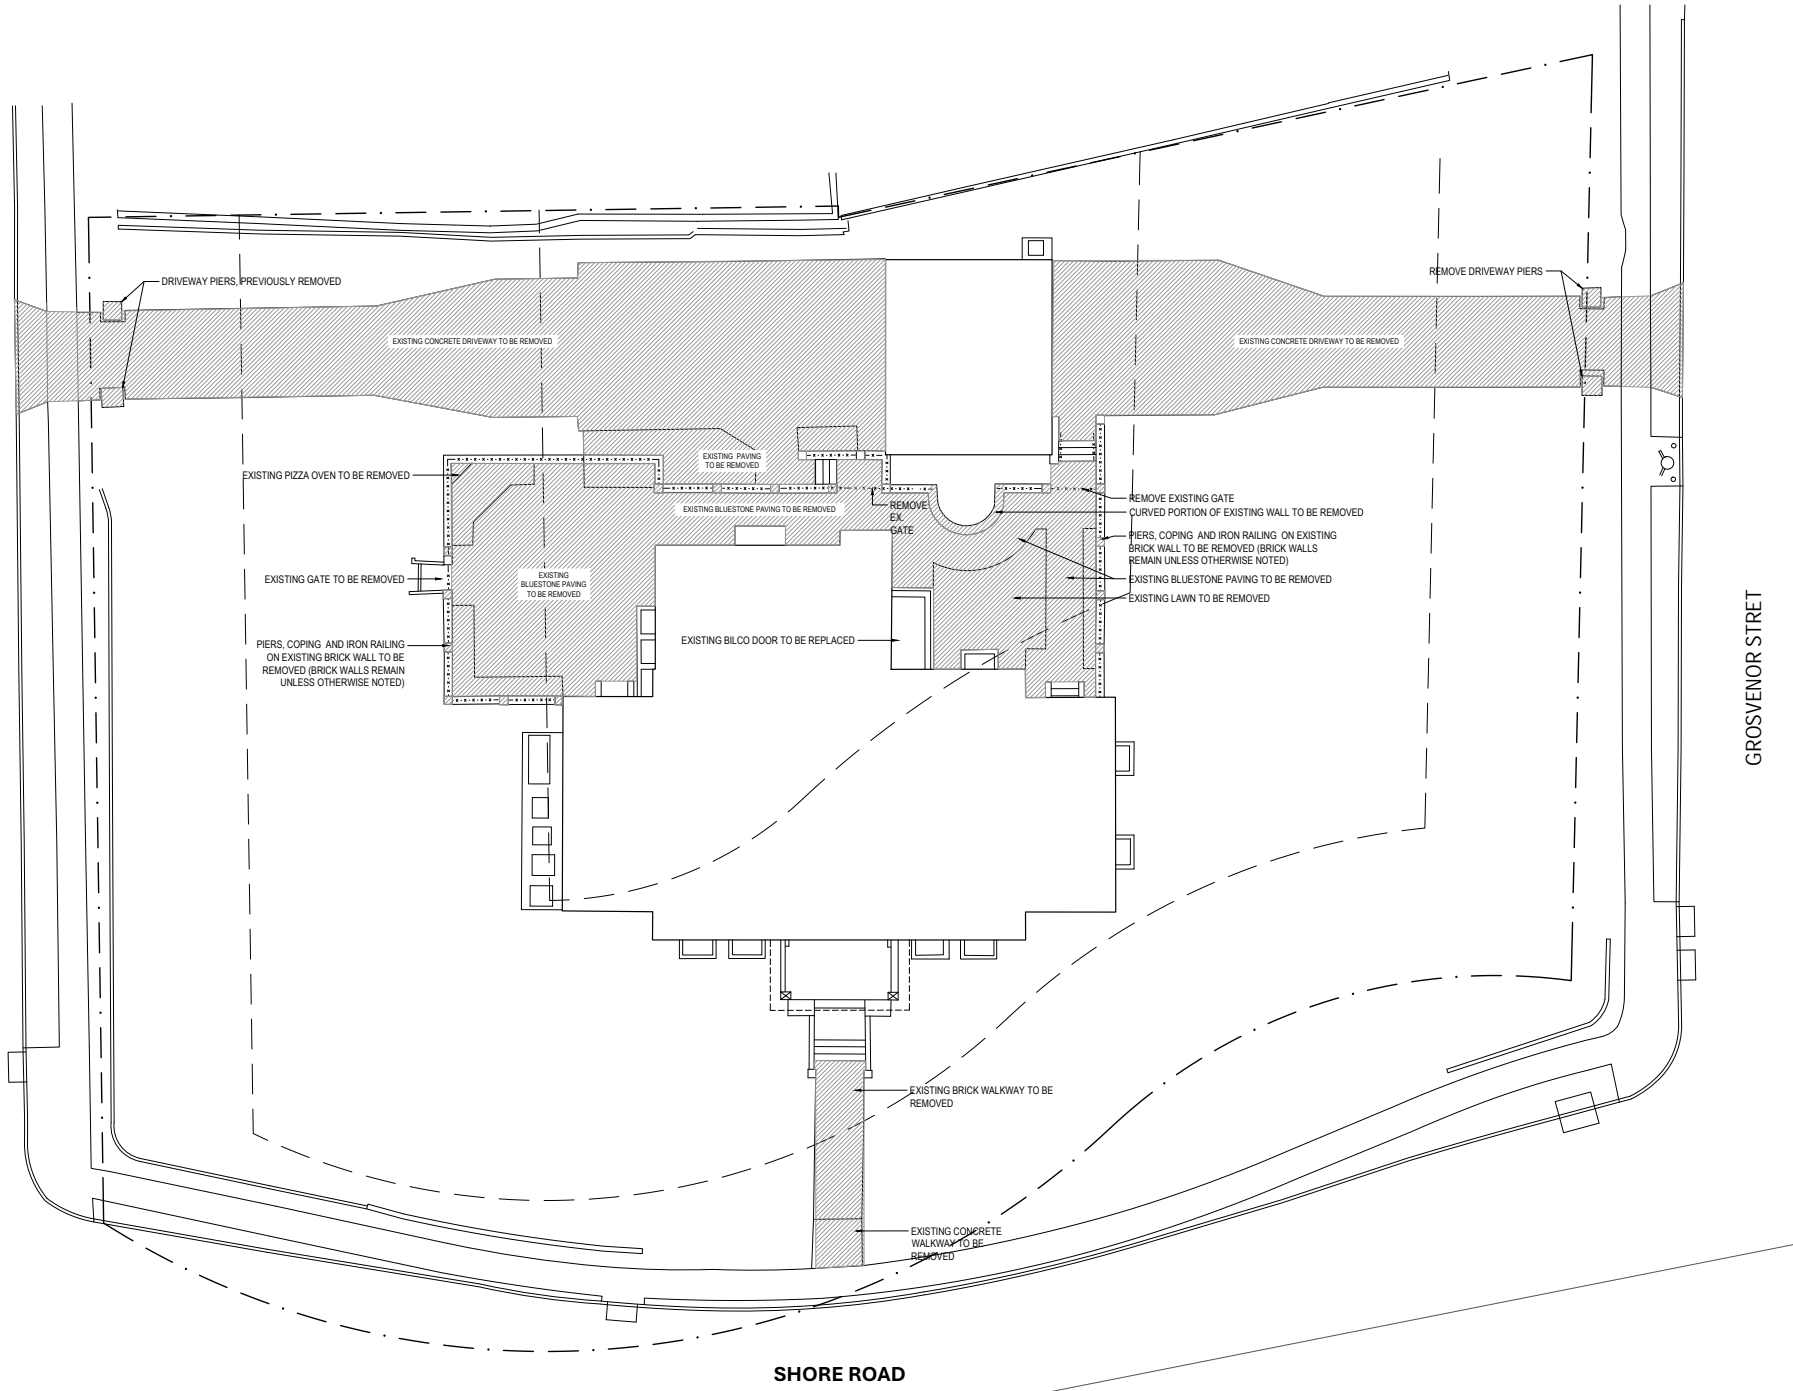 REMOVE DRIVEWAY PIERS
DRIVEWAY PIERS, PREVIOUSLY REMOVED
EXISTING CONCRETE DRIVEWAY TO BE REMOVED
EXISTING CONCRETE DRIVEWAY TO BE REMOVED
EXISTING PAVING
TO BE REMOVED
EXISTING PIZZA OVEN TO BE REMOVED
EXISTING BLUESTONE PAVING TO BE REMOVED
REMOVE
EX.
GATE
REMOVE EXISTING GATE
CURVED PORTION OF EXISTING WALL TO BE REMOVED
PIERS, COPING AND IRON RAILING ON EXISTING
BRICK WALL TO BE REMOVED (BRICK WALLS
REMAIN UNLESS OTHERWISE NOTED)
EXISTING BLUESTONE PAVING TO BE REMOVED
EXISTING LAWN TO BE REMOVED
EXISTING GATE TO BE REMOVED
EXISTING
BLUESTONE PAVING
TO BE REMOVED
EXISTING BILCO DOOR TO BE REPLACED
PIERS, COPING AND IRON RAILING
ON EXISTING BRICK WALL TO BE
REMOVED (BRICK WALLS REMAIN
UNLESS OTHERWISE NOTED)
GROSVENOR STRET
EXISTING BRICK WALKWAY TO BE
REMOVED
EXISTING CONCRETE
WALKWAY TO BE
REMOVED
SHORE ROAD